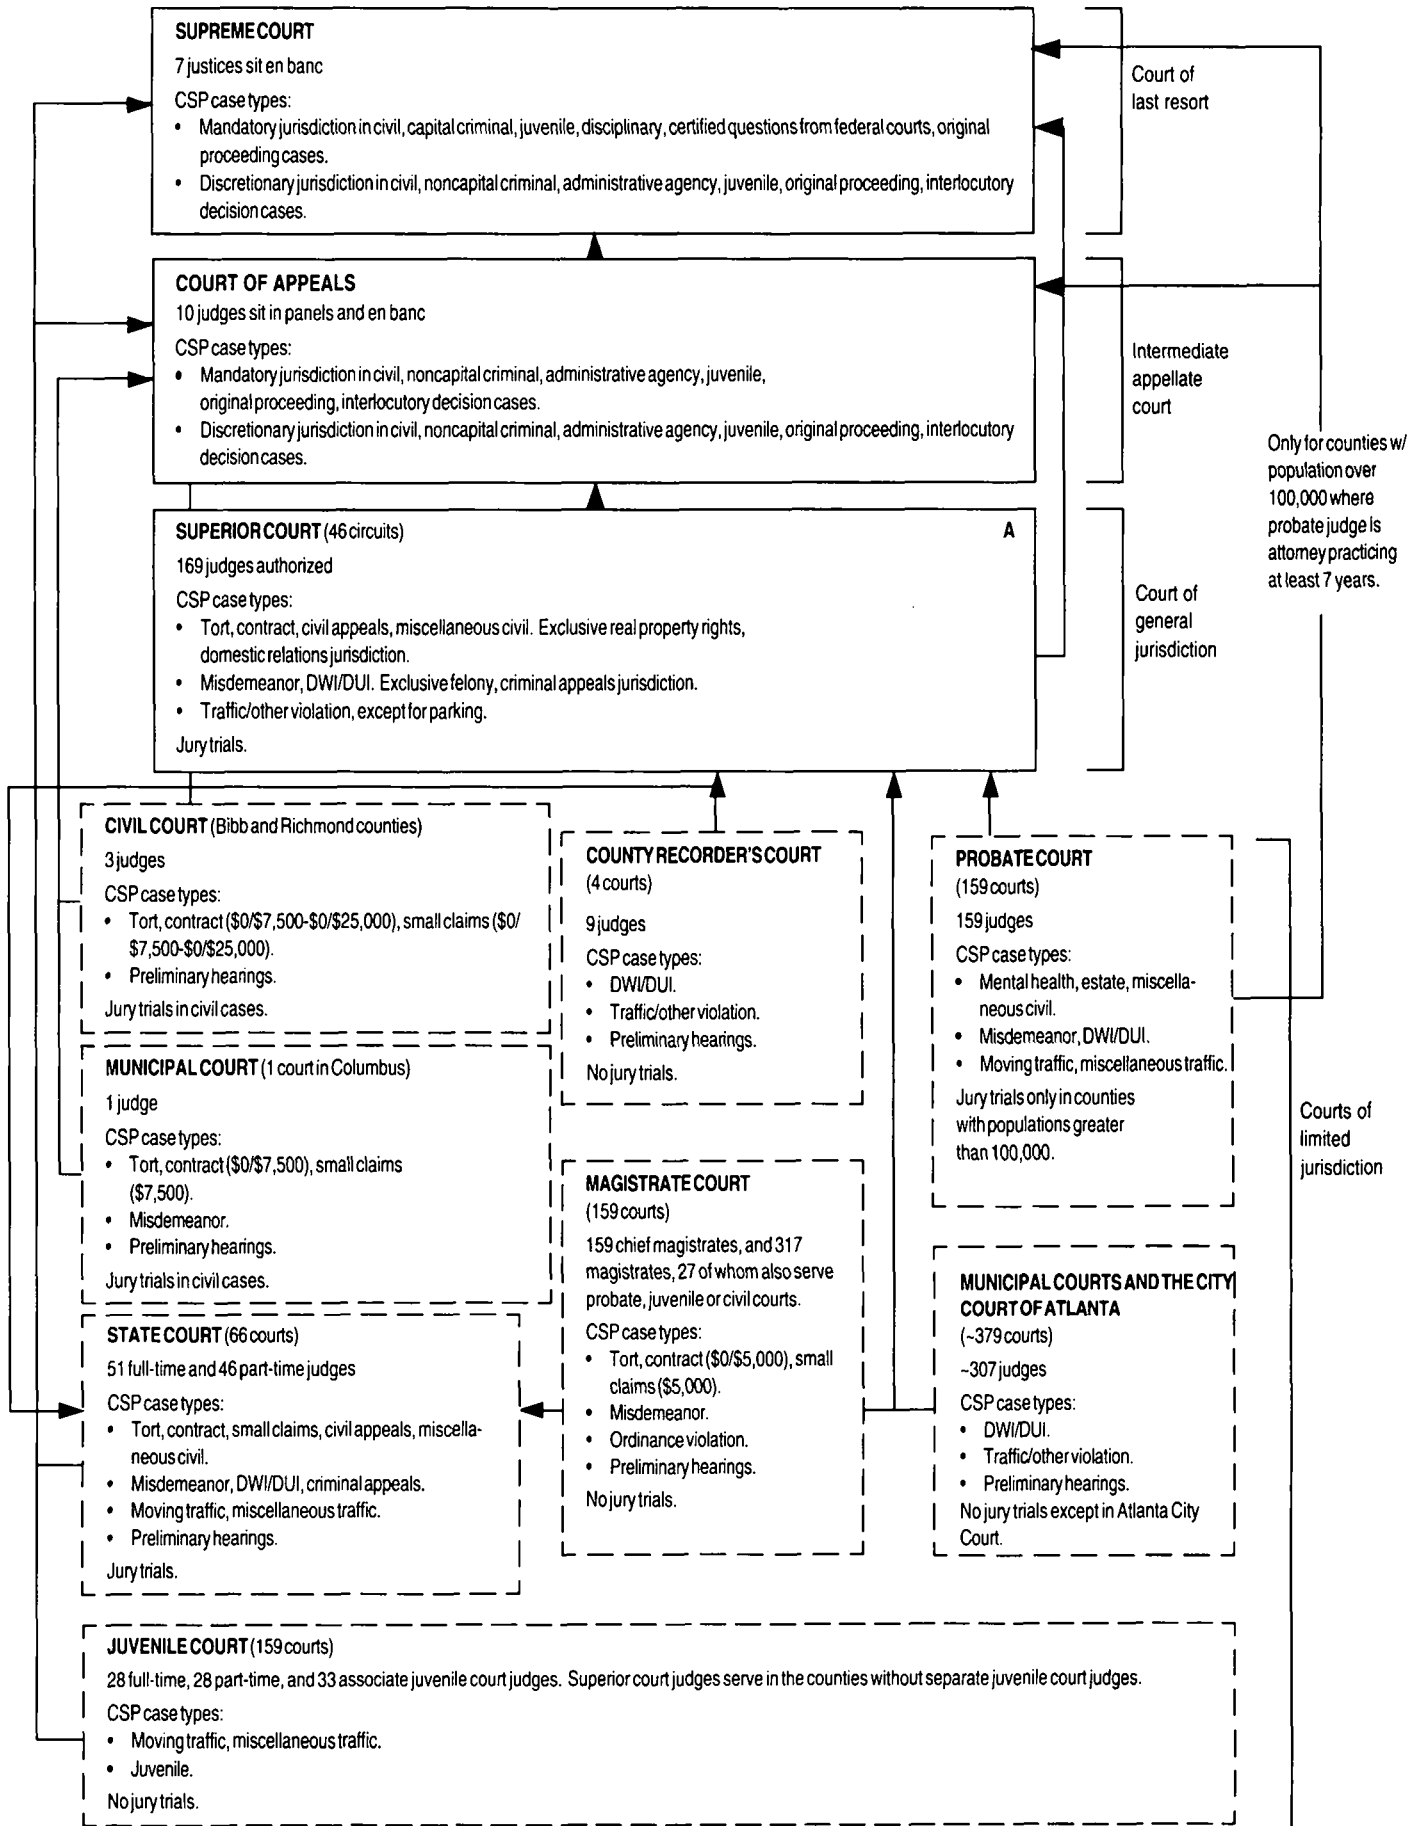 SUPREME COURT
7 justices sit en banc
CSP case types:
• Mandatory jurisdiction in civil, capital criminal, juvenile, disciplinary, certified questions from federal courts, original
proceeding cases.
• Discretionary jurisdiction in civil, noncapital criminal, administrative agency, juvenile, original proceeding, interlocutory
decision cases.
Court of
last resort
COURT OF APPEALS
10 judges sit in panels and en banc
CSP case types:
• Mandatory jurisdiction in civil, noncapital criminal, administrative agency, juvenile,
original proceeding, interlocutory decision cases.
• Discretionary jurisdiction in civil, noncapital criminal, administrative agency, juvenile, original proceeding, interlocutory
decision cases.
Intermediate
appellate
court
Only for counties w/
population over
100,000 where
probate judge is
attorney practicing
at least 7 years.
SUPERIOR COURT (46 circuits)
A
169 judges authorized
CSP case types:
• Tort, contract, civil appeals, miscellaneous civil. Exclusive real property rights,
domestic relations jurisdiction.
• Misdemeanor, DWI/DUI. Exclusive felony, criminal appeals jurisdiction.
• Traffic/other violation, except for parking.
Jury trials.
Court of
general
jurisdiction
CIVIL COURT (Bibb and Richmond counties)
3 judges
CSP case types:
• Tort, contract ($0/$7,500-$0/$25,000), small claims ($0/
$7,500-$0/$25,000).
• Preliminary hearings.
Jury trials in civil cases.
COUNTY RECORDER'S COURT
(4 courts)
9 judges
CSP case types:
• DWI/DUI.
• Traffic/other violation.
• Preliminary hearings.
No jury trials.
PROBATE COURT
(159 courts)
159 judges
CSP case types:
• Mental health, estate, miscella-
neous civil.
• Misdemeanor, DWI/DUI.
• Moving traffic, miscellaneous traffic.
Jury trials only in counties
with populations greater
than 100,000.
Courts of
limited
jurisdiction
MUNICIPAL COURT (1 court in Columbus)
1 judge
CSP case types:
• Tort, contract ($0/$7,500), small claims
($7,500).
• Misdemeanor.
• Preliminary hearings.
Jury trials in civil cases.
MAGISTRATE COURT
(159 courts)
159 chief magistrates, and 317
magistrates, 27 of whom also serve
probate, juvenile or civil courts.
CSP case types:
• Tort, contract ($0/$5,000), small
claims ($5,000).
• Misdemeanor.
• Ordinance violation.
• Preliminary hearings.
No jury trials.
MUNICIPAL COURTS AND THE CITY
COURT OF ATLANTA
(~379 courts)
~307 judges
CSP case types:
• DWI/DUI.
• Traffic/other violation.
• Preliminary hearings.
No jury trials except in Atlanta City
Court.
STATE COURT (66 courts)
51 full-time and 46 part-time judges
CSP case types:
• Tort, contract, small claims, civil appeals, miscella-
neous civil.
• Misdemeanor, DWI/DUI, criminal appeals.
• Moving traffic, miscellaneous traffic.
• Preliminary hearings.
Jury trials.
JUVENILE COURT (159 courts)
28 full-time, 28 part-time, and 33 associate juvenile court judges. Superior court judges serve in the counties without separate juvenile court judges.
CSP case types:
• Moving traffic, miscellaneous traffic.
• Juvenile.
No jury trials.